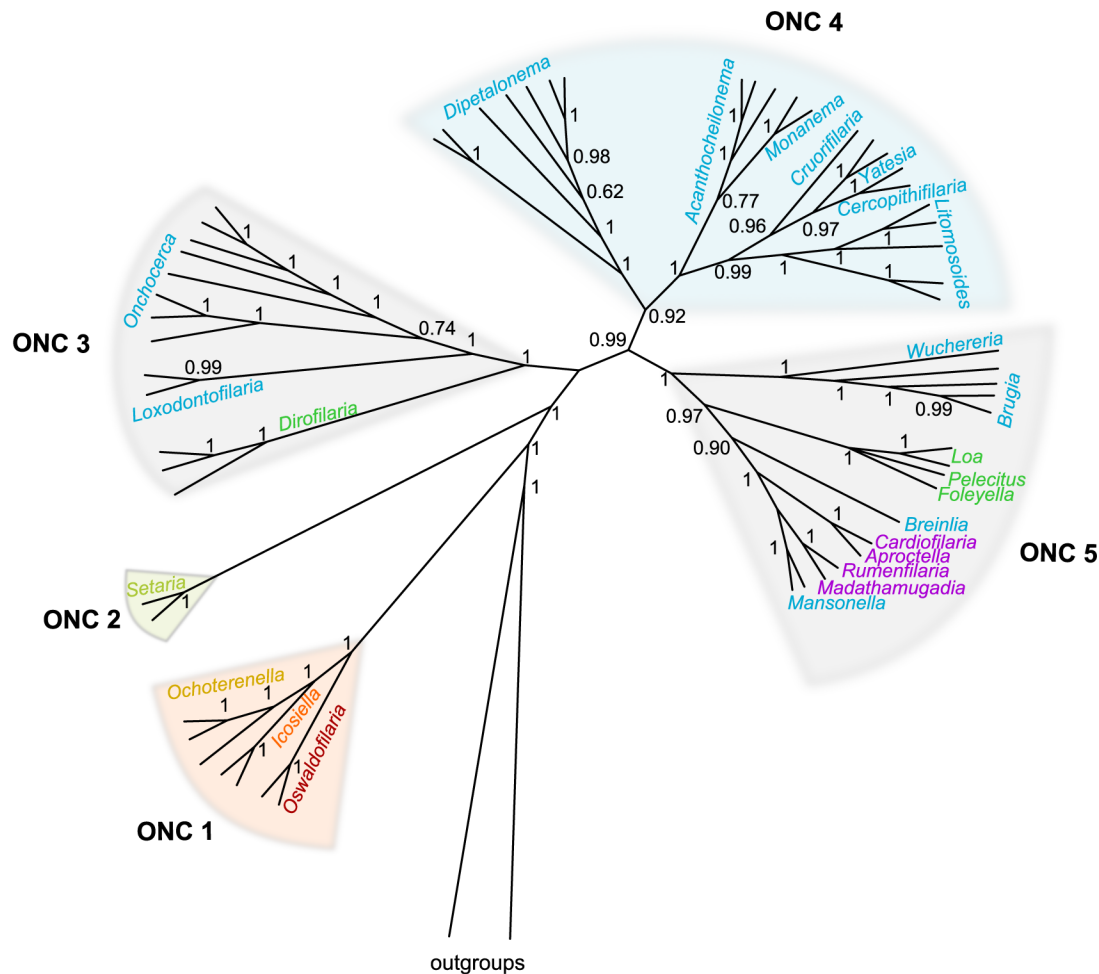 ONC 4
Dipetalonema
Acanthocheilonema
Monanema
Cruorifilaria
Yatesia
Cercopithifilaria
Litomosoides
1
1
1
0.98
1
1
0.62
1
1
0.77
0.96
0.97
1
1
1
1
1
1
0.99
0.92
0.99
ONC 3
Onchocerca
1
1
1
1
1
1
0.74
1
1
0.99
Loxodontofilaria
Dirofilaria
1
1
ONC 5
Wuchereria
Brugia
1
1
1
1
0.99
0.97
0.90
Loa
Pelecitus
Foleyella
1
1
Breinlia
Cardiofilaria
Aproctella
Rumenfilaria
Madathamugadia
Mansonella
1
1
1
1
1
1
1
ONC 2
Setaria
1
ONC 1
Ochoterenella
Icosiella
Oswaldofilaria
1
1
1
1
1
1
outgroups